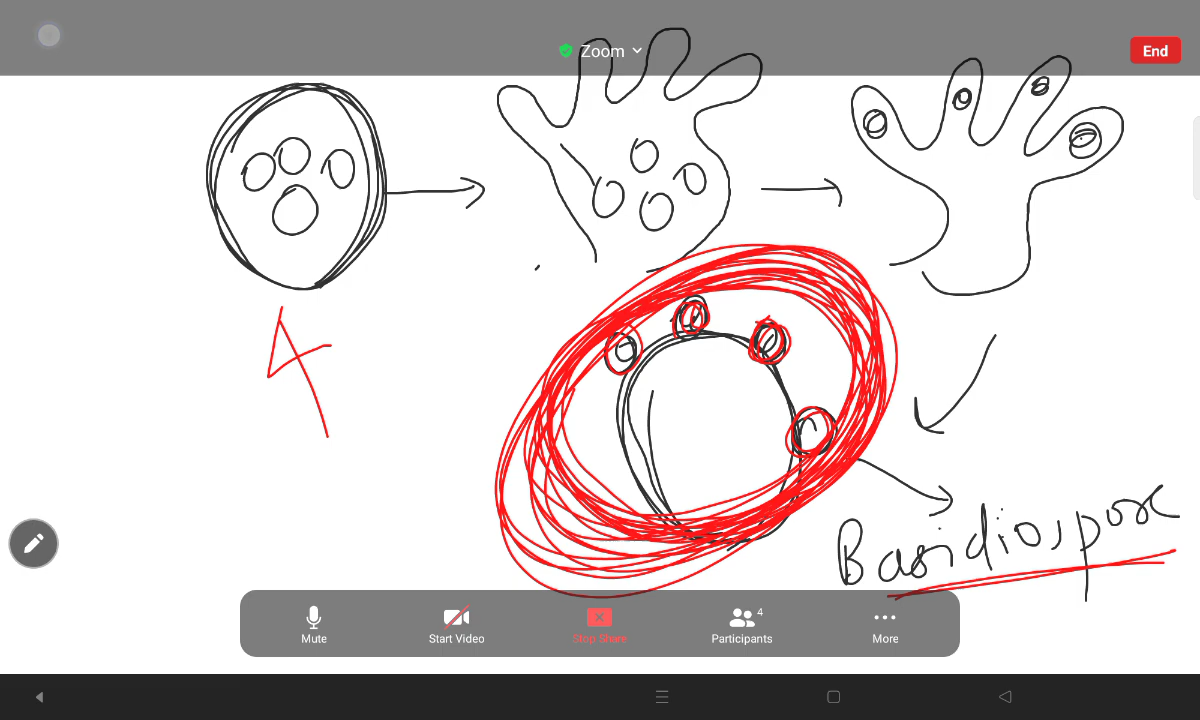 Zoom
End
4
Basidiospore
Mute
Start Video
Stop Share
Participants
4
More